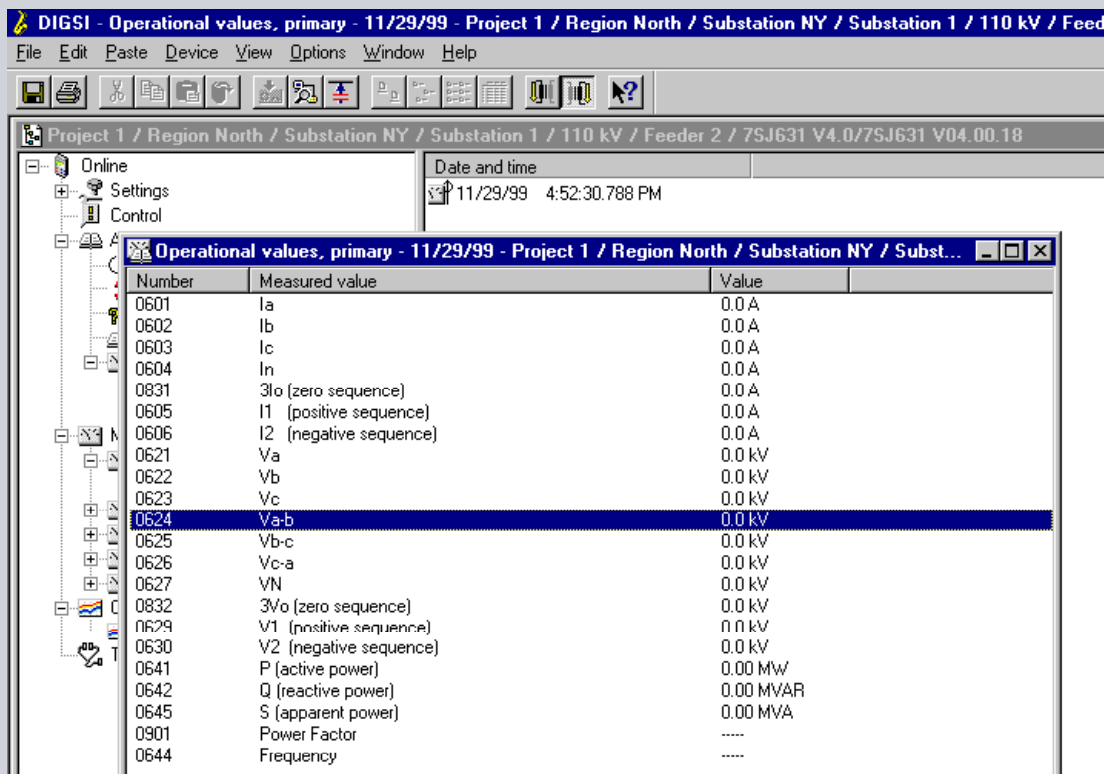 DIGSI - Operational values, primary - 11/29/99 - Project 1 / Region North / Substation NY / Substation 1 / 110 kV / Feed
File Edit Paste Device View Options Window Help
Project 1 / Region North / Substation NY / Substation 1 / 110 kV / Feeder 2 / 7SJ631 V4.0/7SJ631 V04.00.18
Online
Settings
Control
Date and time
11/29/99 4:52:30.788 PM
Operational values, primary - 11/29/99 - Project 1 / Region North / Substation NY / Subst...
Number Measured value Value
0601 Ia 0.0 A
0602 Ib 0.0 A
0603 Ic 0.0 A
0604 In 0.0 A
0831 3Io (zero sequence) 0.0 A
0605 I1 (positive sequence) 0.0 A
0606 I2 (negative sequence) 0.0 A
0621 Va 0.0 kV
0622 Vb 0.0 kV
0623 Vc 0.0 kV
0624 Va-b 0.0 kV
0625 Vb-c 0.0 kV
0626 Vc-a 0.0 kV
0627 VN 0.0 kV
0832 3Vo (zero sequence) 0.0 kV
0629 V1 (positive sequence) 0.0 kV
0630 V2 (negative sequence) 0.0 kV
0641 P (active power) 0.00 MW
0642 Q (reactive power) 0.00 MVAR
0645 S (apparent power) 0.00 MVA
0901 Power Factor -----
0644 Frequency -----